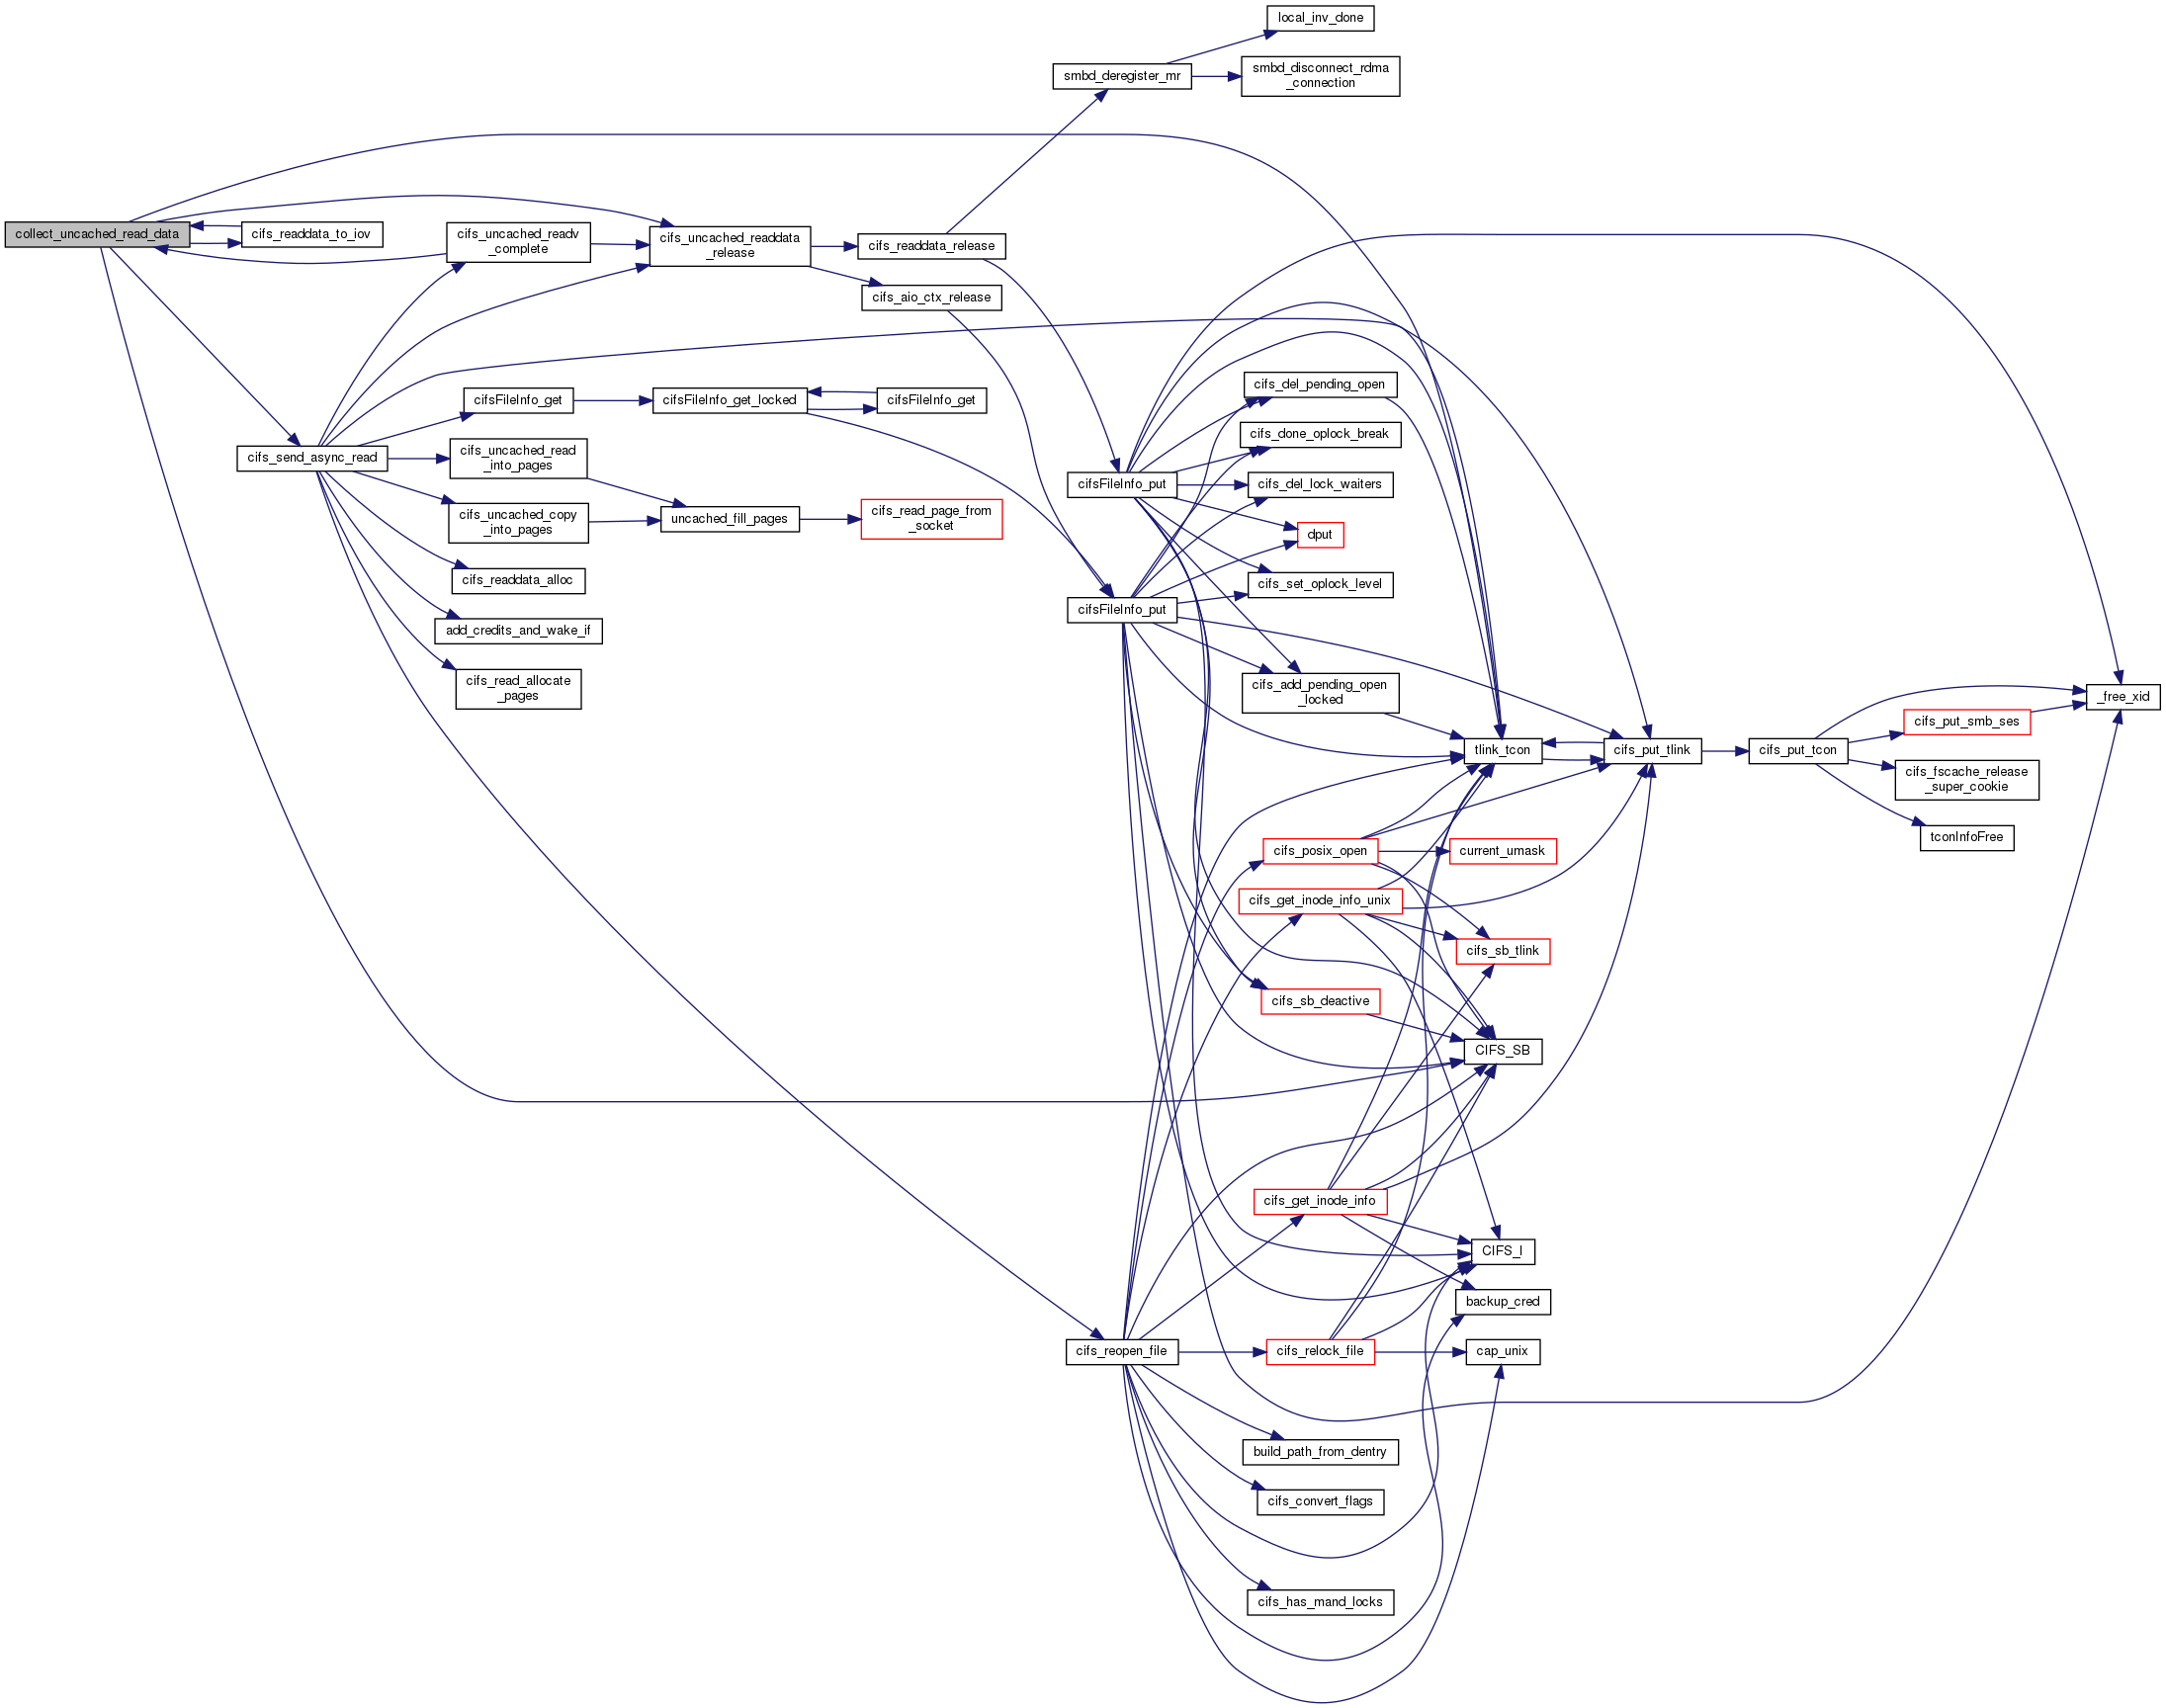 local_inv_done
smbd_deregister_mr
smbd_disconnect_rdma
_connection
collect_uncached_read_data
cifs_readdata_to_iov
cifs_uncached_readv
_complete
cifs_uncached_readdata
_release
cifs_readdata_release
cifs_aio_ctx_release
cifsFileInfo_get
cifsFileInfo_get_locked
cifsFileInfo_get
cifs_del_pending_open
cifs_done_oplock_break
cifs_send_async_read
cifs_uncached_read
_into_pages
cifsFileInfo_put
cifs_del_lock_waiters
cifs_uncached_copy
_into_pages
uncached_fill_pages
cifs_read_page_from
_socket
dput
cifs_readdata_alloc
cifs_set_oplock_level
cifsFileInfo_put
add_credits_and_wake_if
cifs_read_allocate
_pages
cifs_add_pending_open
_locked
_free_xid
cifs_put_smb_ses
tlink_tcon
cifs_put_tlink
cifs_put_tcon
cifs_fscache_release
_super_cookie
tconInfoFree
cifs_posix_open
current_umask
cifs_get_inode_info_unix
cifs_sb_tlink
cifs_sb_deactive
CIFS_SB
cifs_get_inode_info
CIFS_I
backup_cred
cifs_reopen_file
cifs_relock_file
cap_unix
build_path_from_dentry
cifs_convert_flags
cifs_has_mand_locks